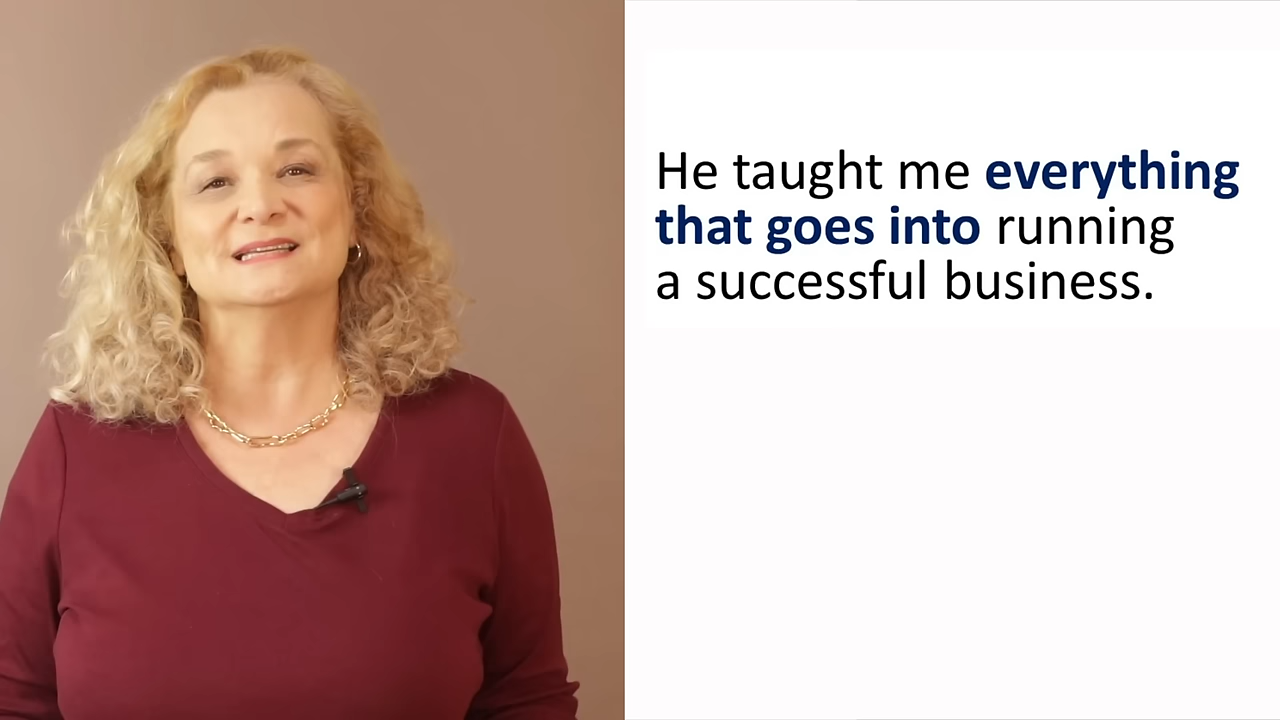 He taught me everything
that goes into running
a successful business.